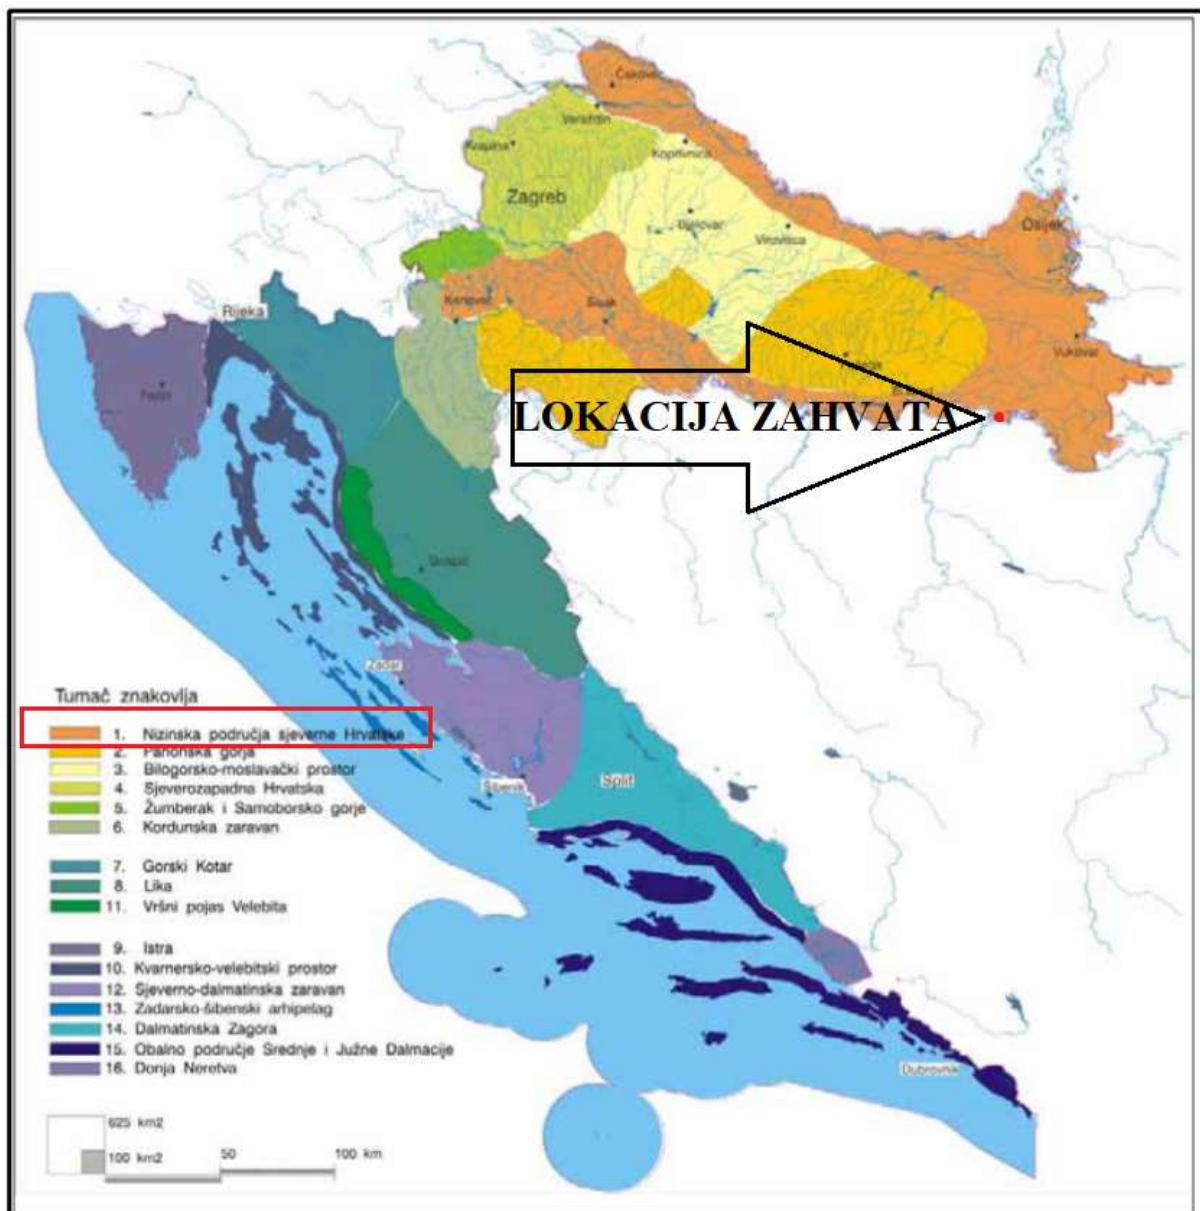 Čakovec
Varaždin
Krapina
Koprivnica
Zagreb
Bjelovar
Virovitica
Osijek
Rijeka
Karlovac
Sisak
Vukovar
Pazin
LOKACIJA ZAHVATA
Gospić
Zadar
Tumač znakovlja
1. Nizinska područja sjeverne Hrvatske
2. Panonska gorja
3. Bilogorsko-moslavački prostor
4. Sjeverozapadna Hrvatska
5. Žumberak i Samoborsko gorje
6. Kordunska zaravan
Šibenik
Split
7. Gorski Kotar
8. Lika
11. Vršni pojas Velebita
9. Istra
10. Kvarnersko-velebitski prostor
12. Sjeverno-dalmatinska zaravan
13. Zadarsko-šibenski arhipelag
14. Dalmatinska Zagora
15. Obalno područje Srednje i Južne Dalmacije
16. Donja Neretva
Dubrovnik
625 km2
100 km2
50
100 km